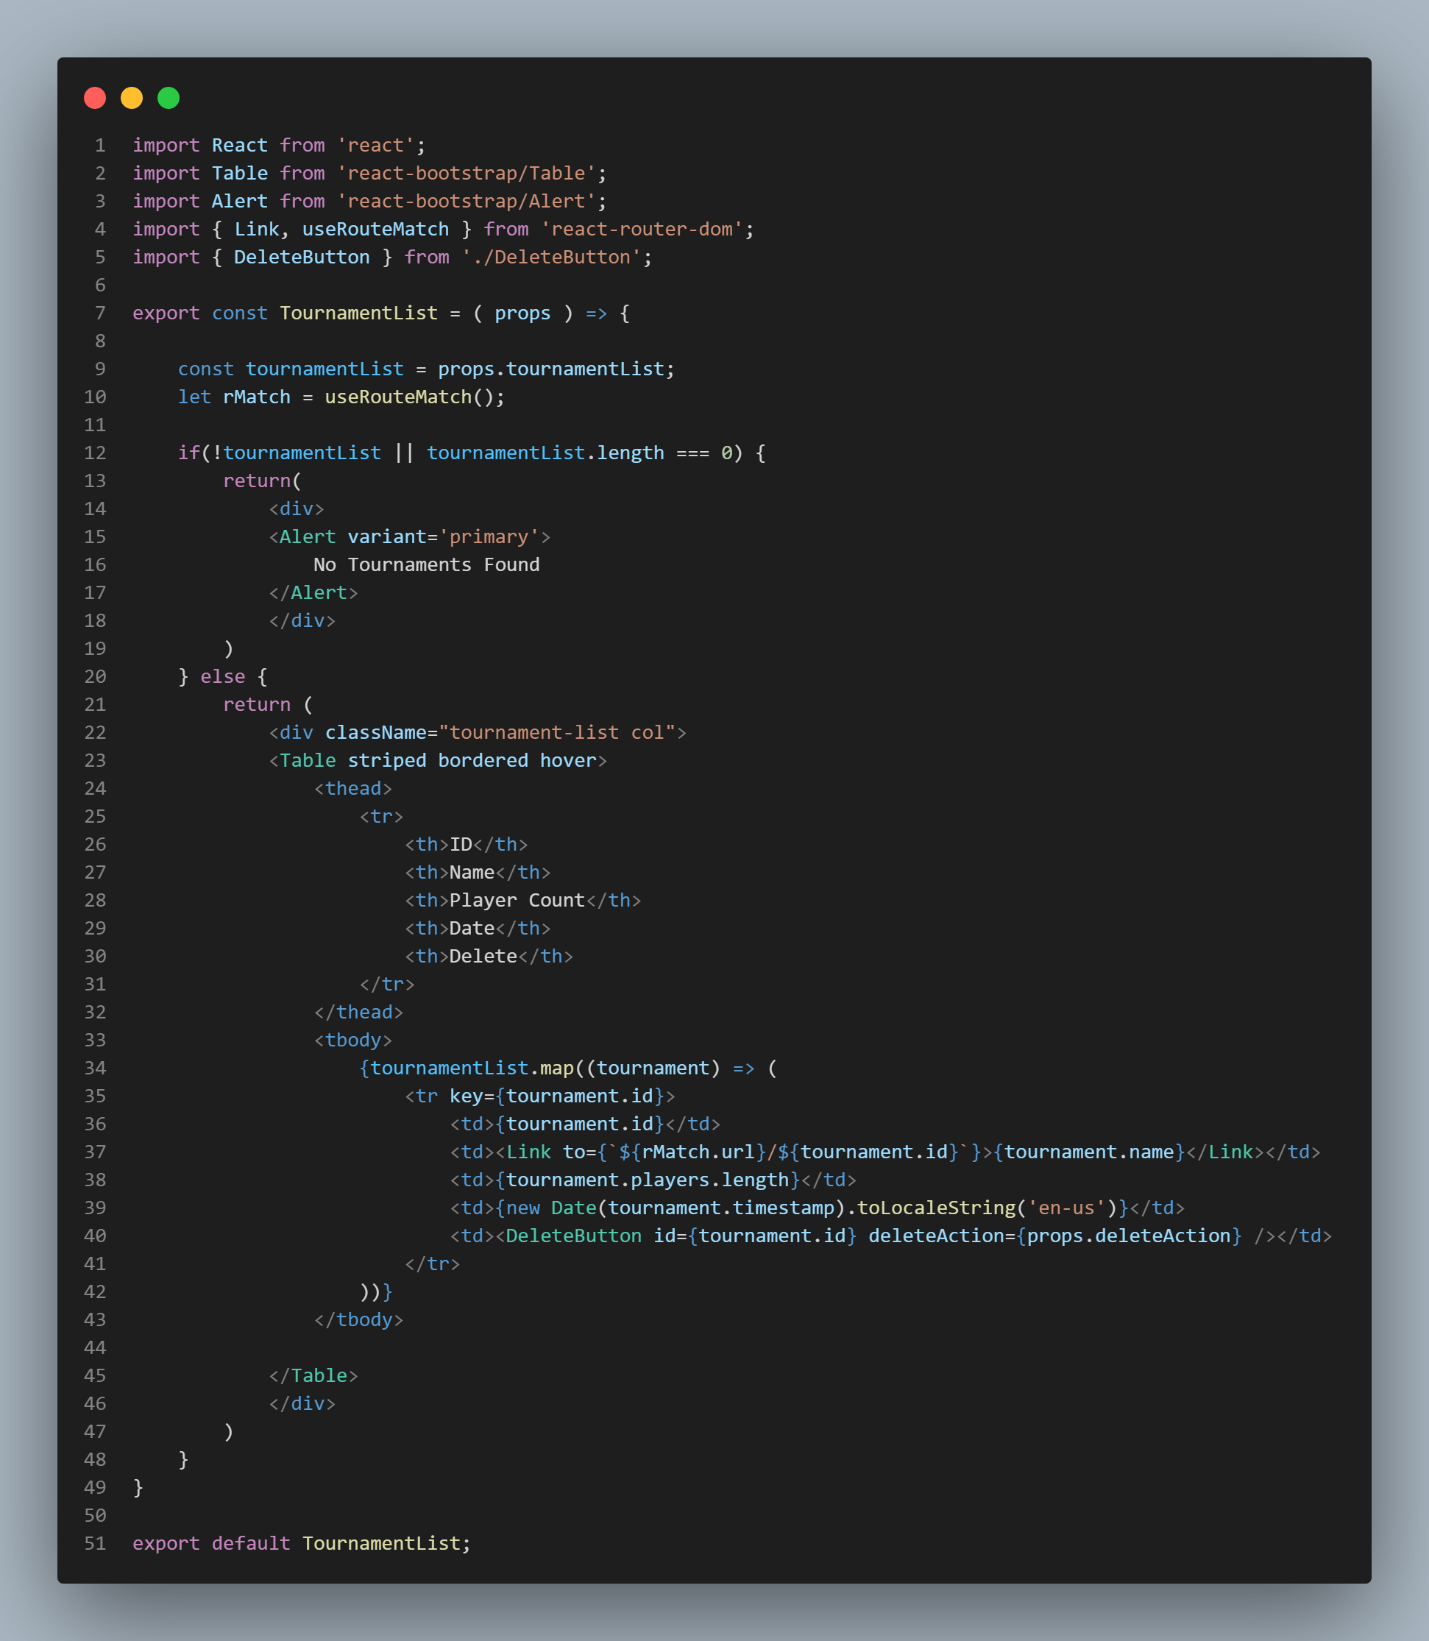 1 import React from 'react';
2 import Table from 'react-bootstrap/Table';
3 import Alert from 'react-bootstrap/Alert';
4 import { Link, useRouteMatch } from 'react-router-dom';
5 import { DeleteButton } from './DeleteButton';
6
7 export const TournamentList = ( props ) => {
8
9     const tournamentList = props.tournamentList;
10     let rMatch = useRouteMatch();
11
12     if(!tournamentList || tournamentList.length === 0) {
13         return(
14             <div>
15             <Alert variant='primary'>
16                 No Tournaments Found
17             </Alert>
18             </div>
19         )
20     } else {
21         return (
22             <div className="tournament-list col">
23             <Table striped bordered hover>
24                 <thead>
25                     <tr>
26                         <th>ID</th>
27                         <th>Name</th>
28                         <th>Player Count</th>
29                         <th>Date</th>
30                         <th>Delete</th>
31                     </tr>
32                 </thead>
33                 <tbody>
34                     {tournamentList.map((tournament) => (
35                         <tr key={tournament.id}>
36                             <td>{tournament.id}</td>
37                             <td><Link to={`${rMatch.url}/${tournament.id}`}>{tournament.name}</Link></td>
38                             <td>{tournament.players.length}</td>
39                             <td>{new Date(tournament.timestamp).toLocaleString('en-us')}</td>
40                             <td><DeleteButton id={tournament.id} deleteAction={props.deleteAction} /></td>
41                         </tr>
42                     ))}
43                 </tbody>
44
45             </Table>
46             </div>
47         )
48     }
49 }
50
51 export default TournamentList;